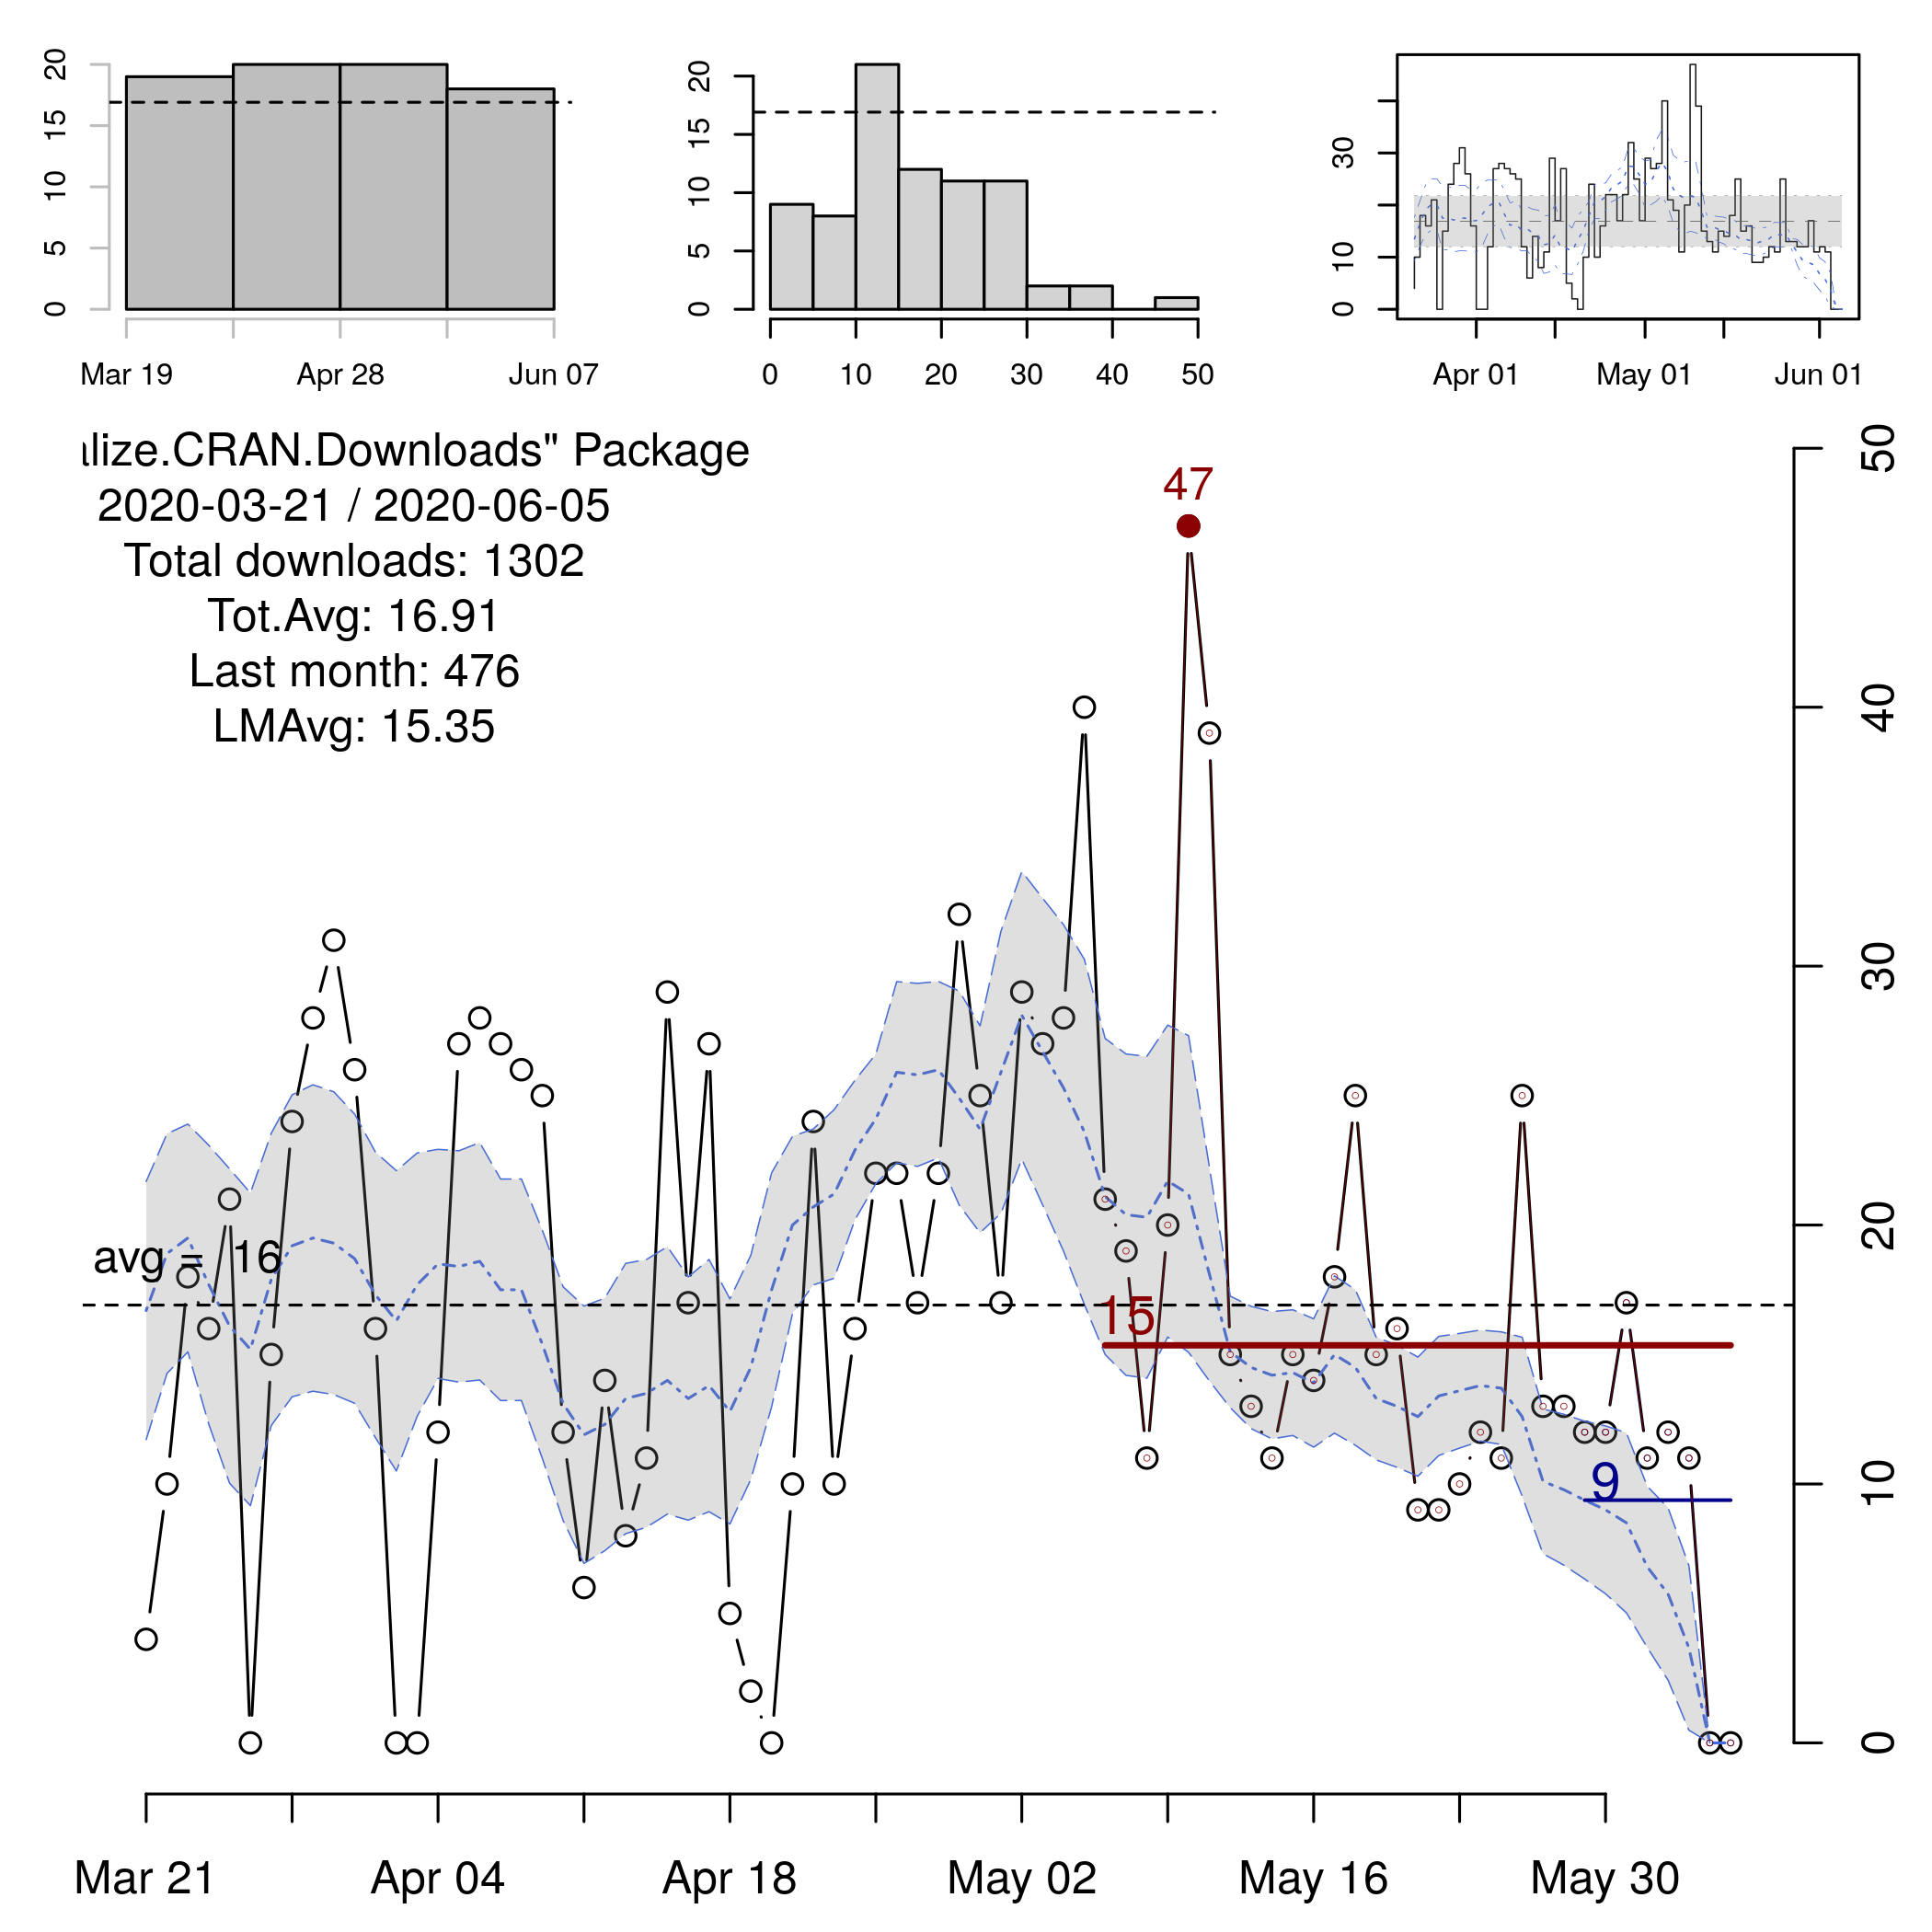 20
15
10
5
0
Mar 19 Apr 28 Jun 07
20
15
10
5
0
0 10 20 30 40 50
30
10
0
Apr 01 May 01 Jun 01
lize.CRAN.Downloads" Package
2020-03-21 / 2020-06-05
Total downloads: 1302
Tot.Avg: 16.91
Last month: 476
LMAvg: 15.35
47
avg = 16
15
9
50
40
30
20
10
0
Mar 21 Apr 04 Apr 18 May 02 May 16 May 30